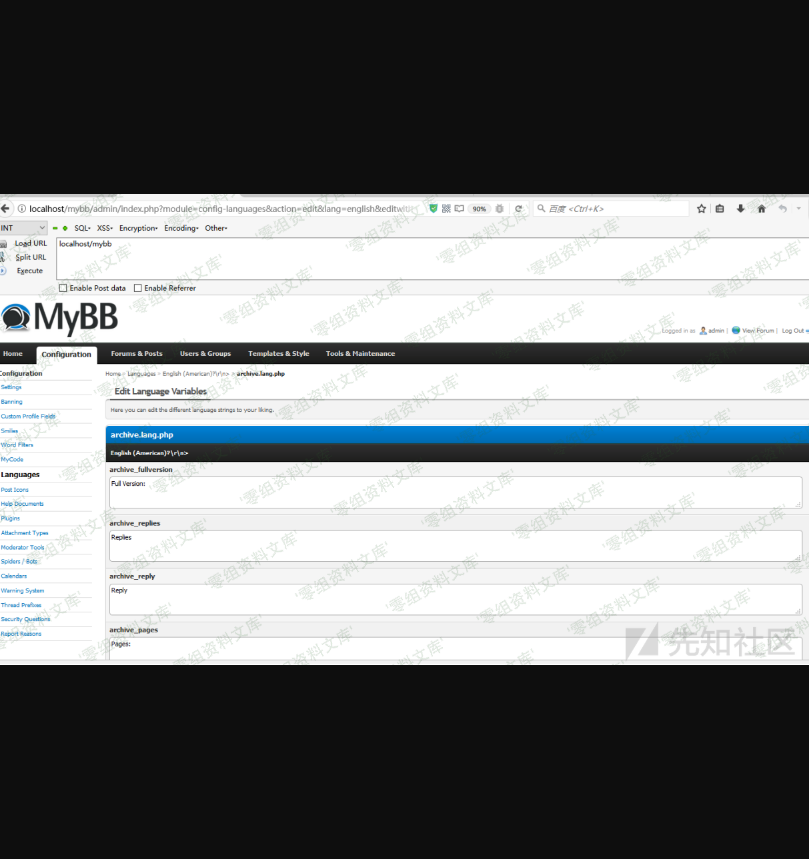 localhost/mybb/admin/index.php?module=config-languages&action=edit&lang=english&editwit
90%
百度 <Ctrl+K>
INT
SQL- XSS- Encryption- Encoding- Other-
Load URL
localhost/mybb
Split URL
Execute
Enable Post data Enable Referrer
MyBB
Logged in as admin | View Forum | Log Out
Home Configuration Forums & Posts Users & Groups Templates & Style Tools & Maintenance
Configuration
Home » Languages » English (American)?\r\n> > archive.lang.php
Settings
Edit Language Variables
Banning
Here you can edit the different language strings to your liking.
Custom Profile Fields
Smilies
archive.lang.php
Word Filters
English (American)?\r\n>
MyCode
archive_fullversion
Languages
Full Version:
Post Icons
Help Documents
Plugins
archive_replies
Attachment Types
Replies
Moderator Tools
Spiders / Bots
Calendars
archive_reply
Warning System
Reply
Thread Prefixes
Security Questions
archive_pages
Report Reasons
Pages:
先知社区
零组资料文库